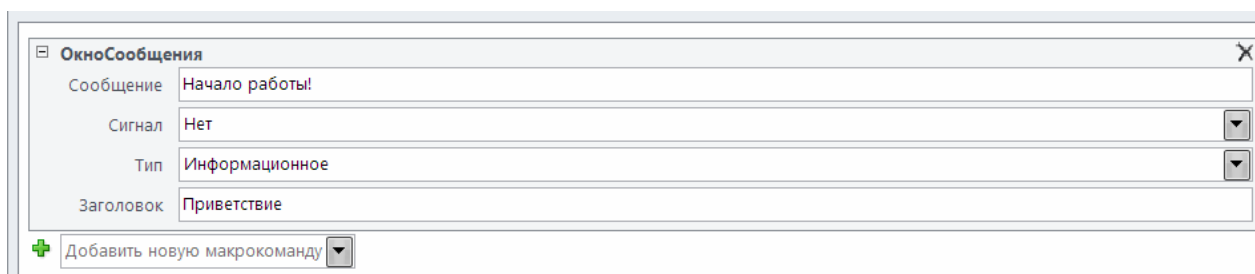 ОкноСообщения
Сообщение Начало работы!
Сигнал Нет
Тип Информационное
Заголовок Приветствие
Добавить новую макрокоманду